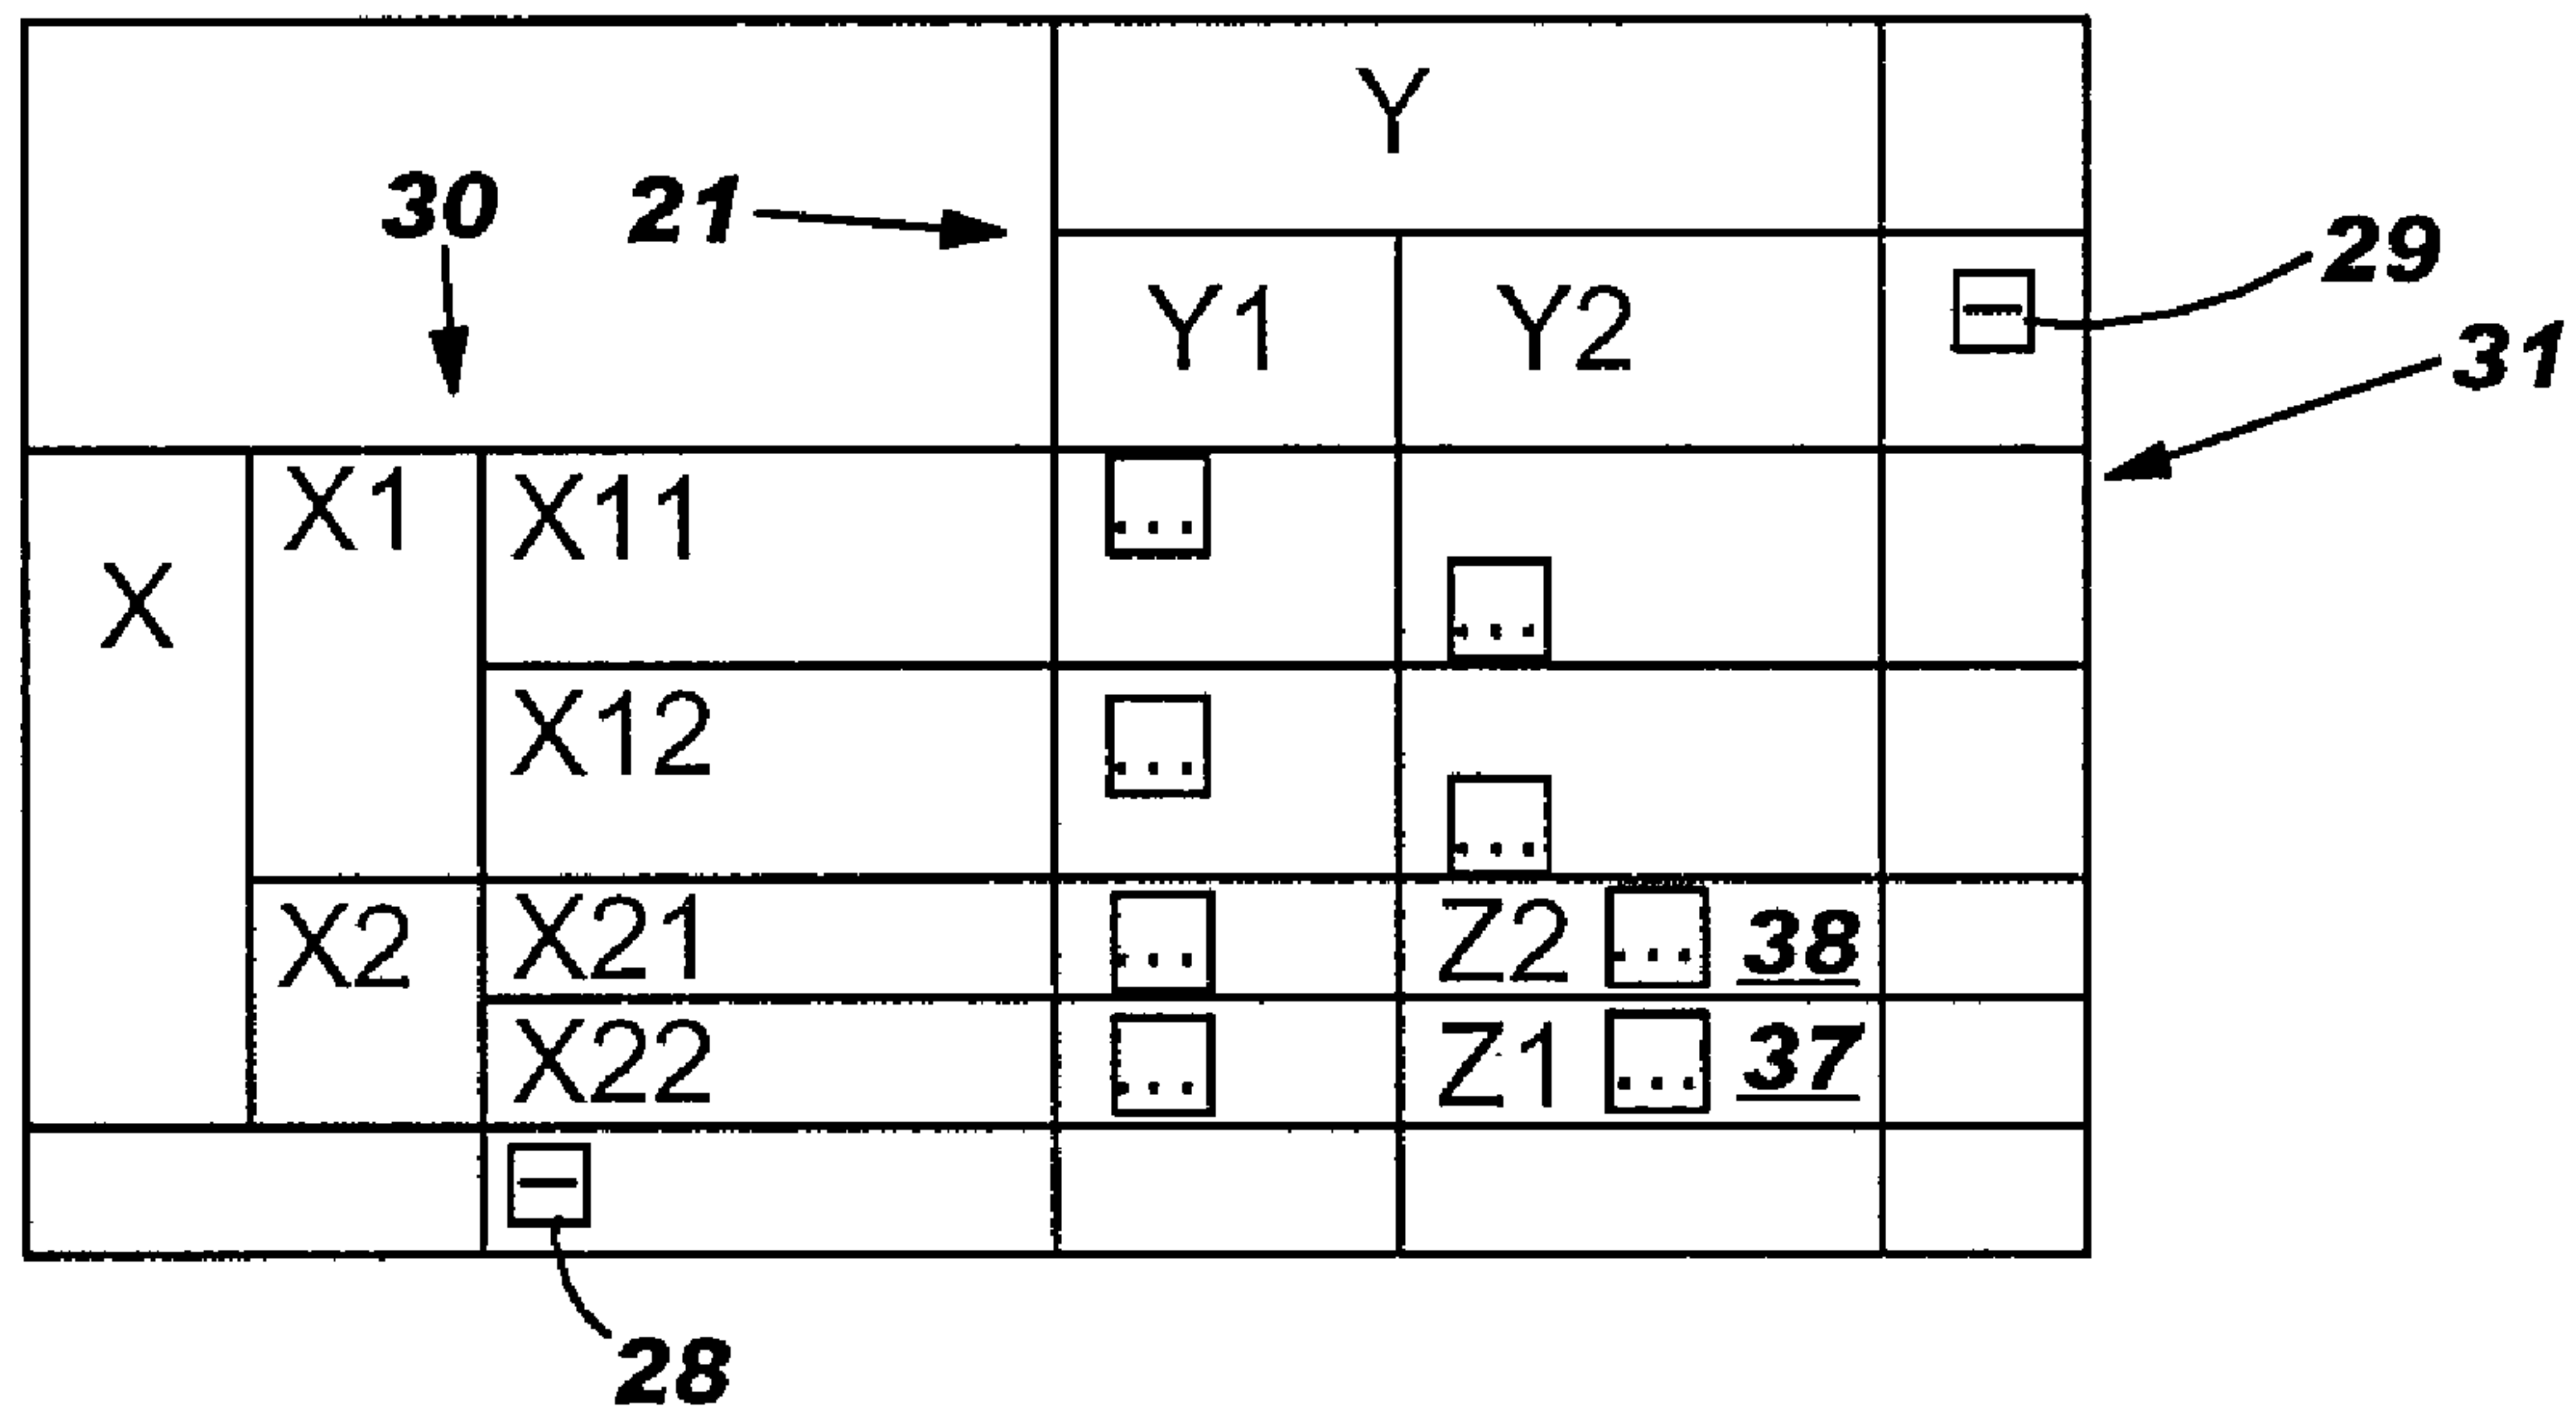 Y
30 21
Y1 Y2 29
31
X X1 X11 ...
...
X12 ...
...
X2 X21 ... Z2 ... 38
X22 ... Z1 ... 37
28